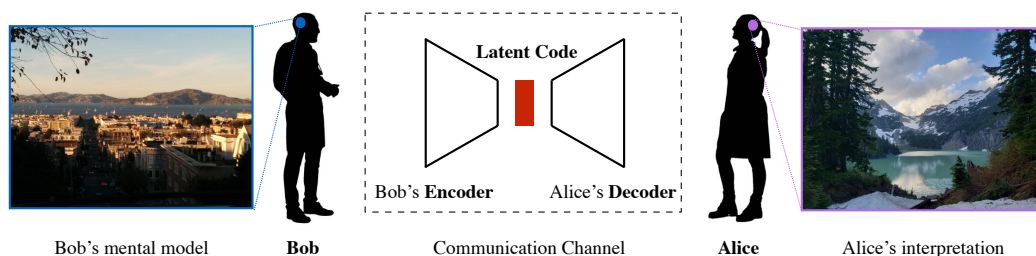 Latent Code
Bob's Encoder
Alice's Decoder
Bob's mental model
Bob
Communication Channel
Alice
Alice's interpretation